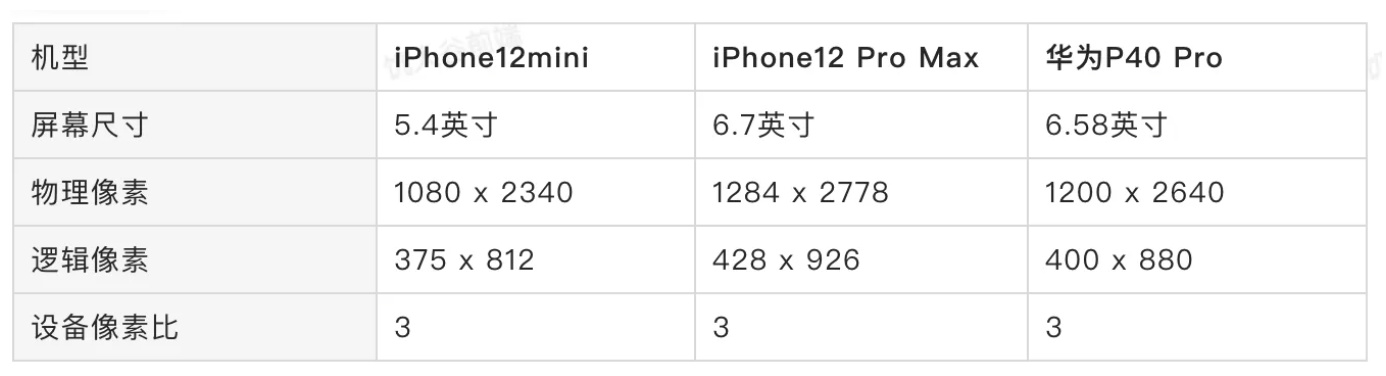 机型 iPhone12mini iPhone12 Pro Max 华为P40 Pro
屏幕尺寸 5.4英寸 6.7英寸 6.58英寸
物理像素 1080 x 2340 1284 x 2778 1200 x 2640
逻辑像素 375 x 812 428 x 926 400 x 880
设备像素比 3 3 3